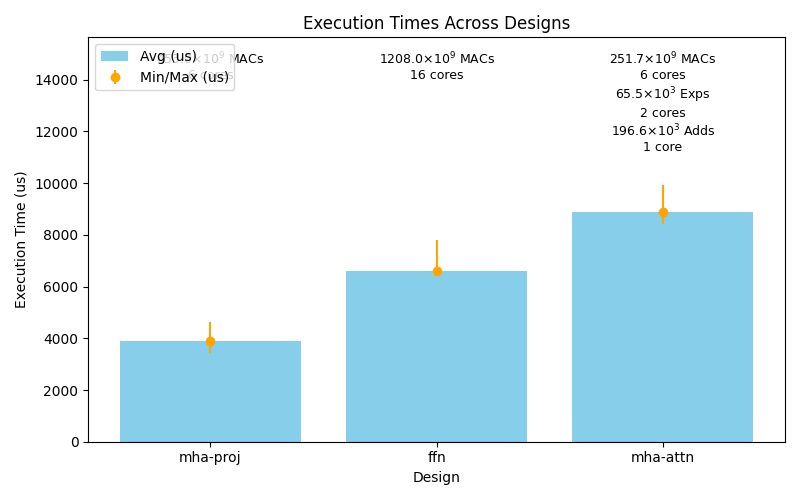 Execution Times Across Designs
Avg (us)
Min/Max (us)
×10⁹ MACs
cores
1208.0×10⁹ MACs
16 cores
251.7×10⁹ MACs
6 cores
65.5×10³ Exps
2 cores
196.6×10³ Adds
1 core
14000
12000
10000
8000
6000
4000
2000
0
Execution Time (us)
mha-proj
ffn
mha-attn
Design